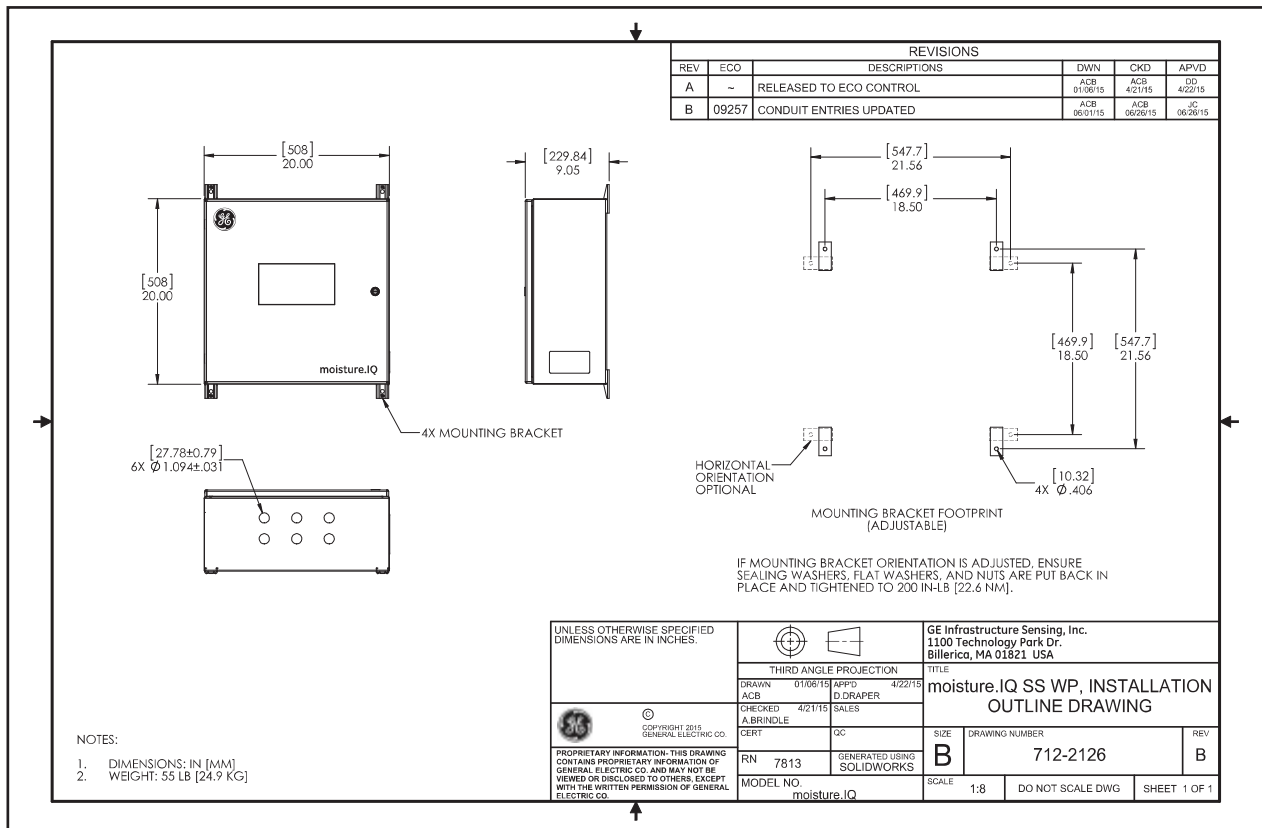 REVISIONS
REV ECO DESCRIPTIONS DWN CKD APVD
A ~ RELEASED TO ECO CONTROL ACB 01/06/15 ACB 4/21/15 DD 4/22/15
B 09257 CONDUIT ENTRIES UPDATED ACB 06/01/15 ACB 06/26/15 JC 06/26/15
[508]
20.00
[229.84]
9.05
[547.7]
21.56
[469.9]
18.50
[508]
20.00
moisture.IQ
[469.9]
18.50
[547.7]
21.56
4X MOUNTING BRACKET
[27.78±0.79]
6X Ø1.094±.031
HORIZONTAL
ORIENTATION
OPTIONAL
[10.32]
4X Ø.406
MOUNTING BRACKET FOOTPRINT
(ADJUSTABLE)
IF MOUNTING BRACKET ORIENTATION IS ADJUSTED, ENSURE
SEALING WASHERS, FLAT WASHERS, AND NUTS ARE PUT BACK IN
PLACE AND TIGHTENED TO 200 IN-LB [22.6 NM].
NOTES:
1. DIMENSIONS: IN [MM]
2. WEIGHT: 55 LB [24.9 KG]
UNLESS OTHERWISE SPECIFIED
DIMENSIONS ARE IN INCHES.
GE
©
COPYRIGHT 2015
GENERAL ELECTRIC CO.
PROPRIETARY INFORMATION- THIS DRAWING
CONTAINS PROPRIETARY INFORMATION OF
GENERAL ELECTRIC CO. AND MAY NOT BE
VIEWED OR DISCLOSED TO OTHERS, EXCEPT
WITH THE WRITTEN PERMISSION OF GENERAL
ELECTRIC CO.
THIRD ANGLE PROJECTION
DRAWN 01/06/15 APP'D 4/22/15
ACB D.DRAPER
CHECKED 4/21/15 SALES
A.BRINDLE
CERT QC
RN 7813 GENERATED USING
SOLIDWORKS
MODEL NO.
moisture.IQ
GE Infrastructure Sensing, Inc.
1100 Technology Park Dr.
Billerica, MA 01821 USA
TITLE
moisture.IQ SS WP, INSTALLATION
OUTLINE DRAWING
SIZE DRAWING NUMBER REV
B 712-2126 B
SCALE 1:8 DO NOT SCALE DWG SHEET 1 OF 1